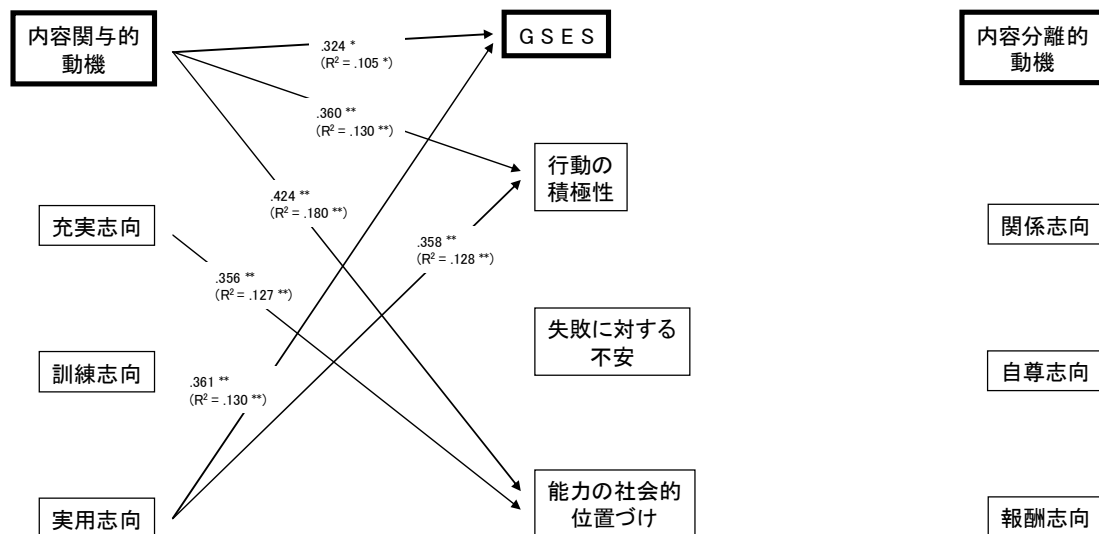 内容関与的
動機
.324 *
(R² = .105 *)
ＧＳＥＳ
内容分離的
動機
.360 **
(R² = .130 **)
行動の
積極性
.424 **
(R² = .180 **)
充実志向
.358 **
(R² = .128 **)
関係志向
.356 **
(R² = .127 **)
失敗に対する
不安
訓練志向
.361 **
(R² = .130 **)
自尊志向
能力の社会的
位置づけ
実用志向
報酬志向